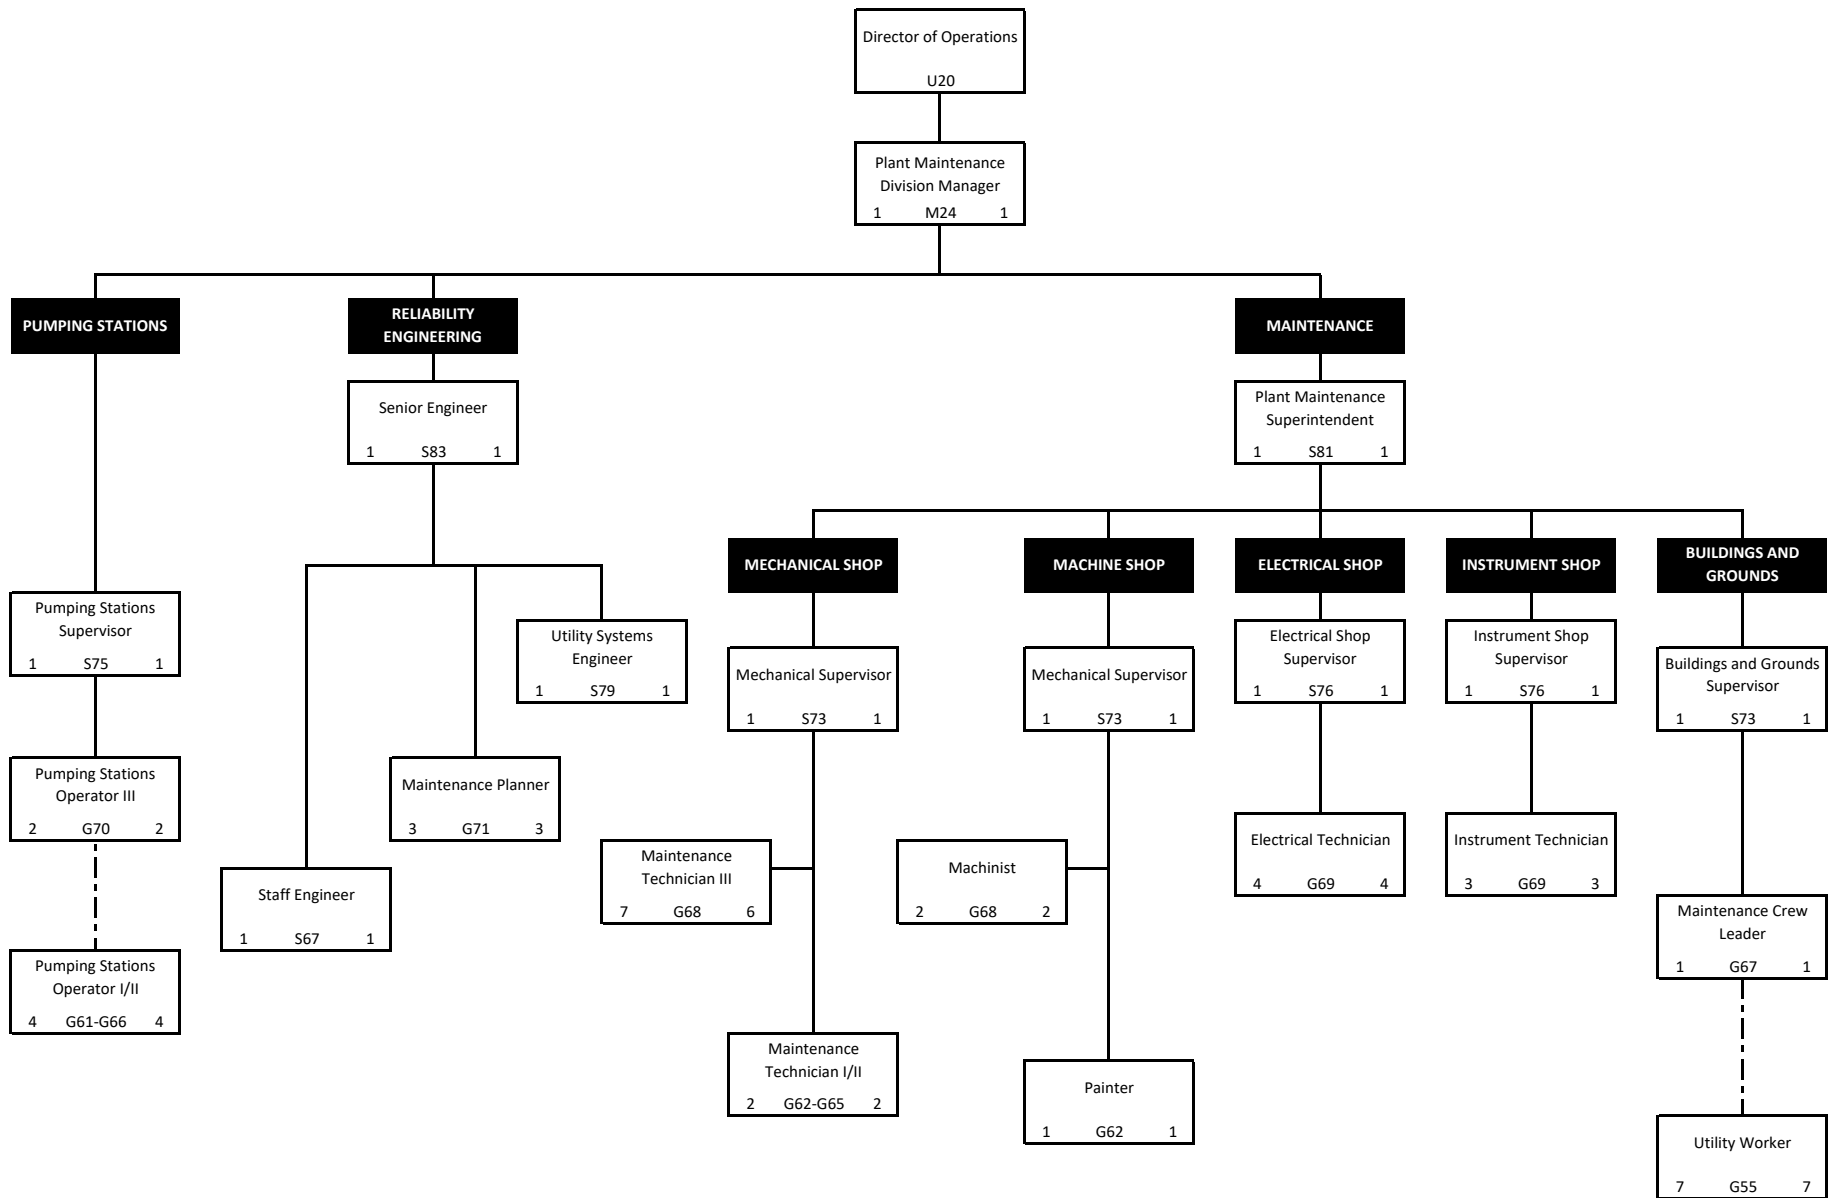 Director of Operations
U20
Plant Maintenance
Division Manager
1 M24 1
PUMPING STATIONS
RELIABILITY
ENGINEERING
MAINTENANCE
Senior Engineer
1 S83 1
Plant Maintenance
Superintendent
1 S81 1
MECHANICAL SHOP
MACHINE SHOP
ELECTRICAL SHOP
INSTRUMENT SHOP
BUILDINGS AND
GROUNDS
Pumping Stations
Supervisor
1 S75 1
Utility Systems
Engineer
1 S79 1
Mechanical Supervisor
1 S73 1
Mechanical Supervisor
1 S73 1
Electrical Shop
Supervisor
1 S76 1
Instrument Shop
Supervisor
1 S76 1
Buildings and Grounds
Supervisor
1 S73 1
Pumping Stations
Operator III
2 G70 2
Maintenance Planner
3 G71 3
Maintenance
Technician III
7 G68 6
Machinist
2 G68 2
Electrical Technician
4 G69 4
Instrument Technician
3 G69 3
Staff Engineer
1 S67 1
Maintenance Crew
Leader
1 G67 1
Pumping Stations
Operator I/II
4 G61-G66 4
Maintenance
Technician I/II
2 G62-G65 2
Painter
1 G62 1
Utility Worker
7 G55 7